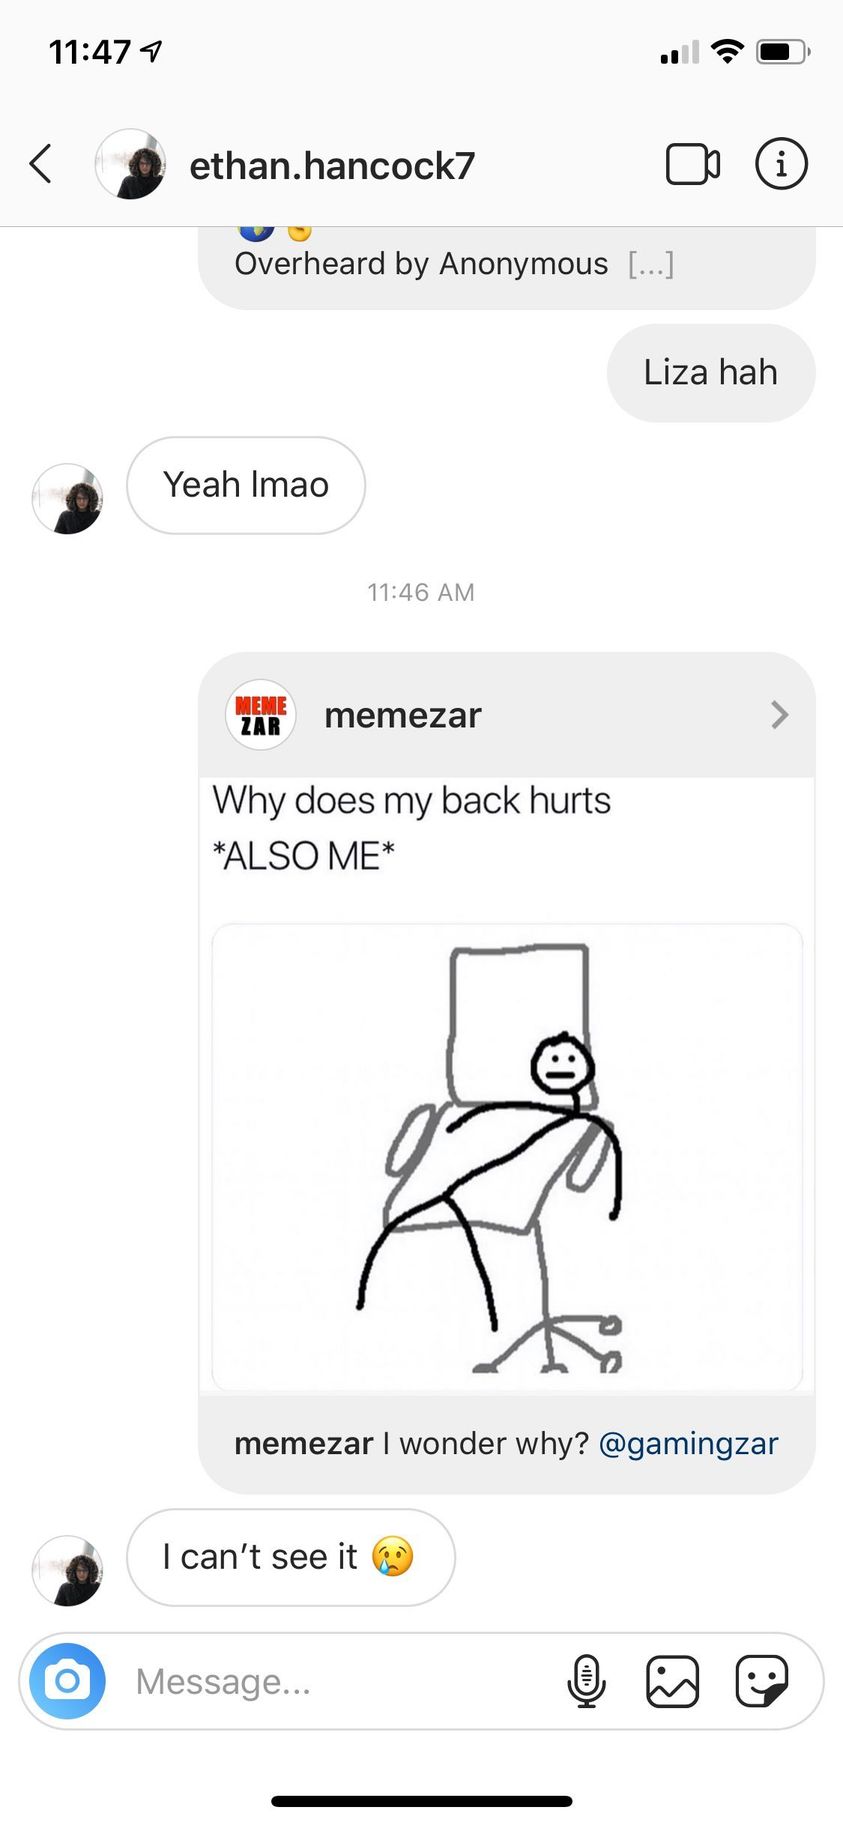 11:47
ethan.hancock7
Overheard by Anonymous [...]
Liza hah
Yeah lmao
11:46 AM
MEME
ZAR
memezar
Why does my back hurts
*ALSO ME*
memezar I wonder why? @gamingzar
I can't see it 😢
Message...